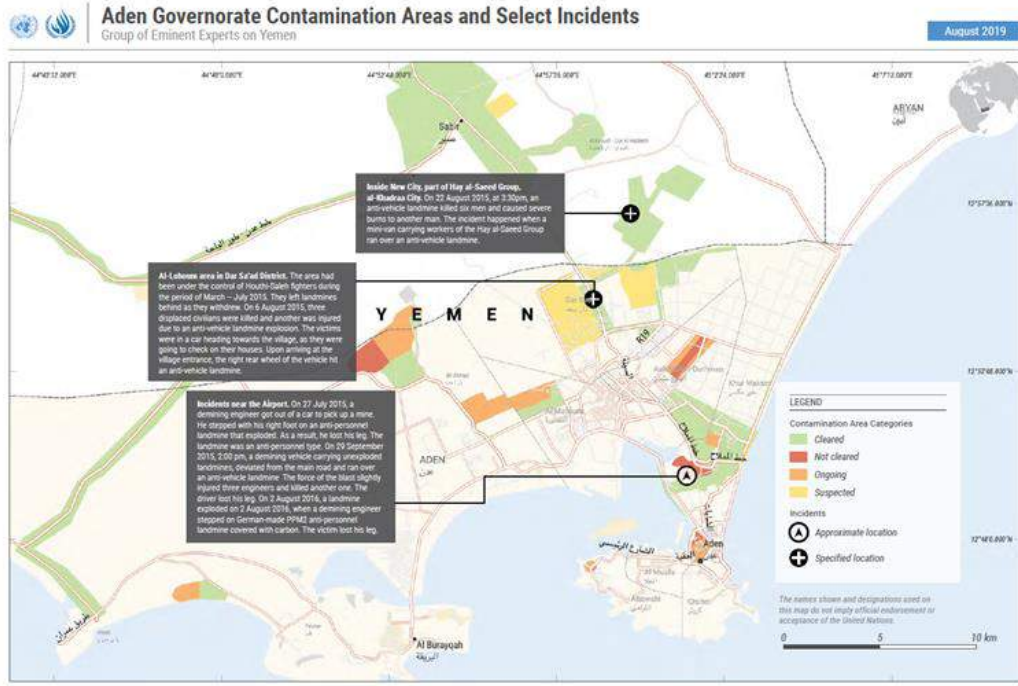 Aden Governorate Contamination Areas and Select Incidents
Group of Eminent Experts on Yemen
August 2019
ABYAN
أبين
Sabir
صبر
Inside New City, part of Hay al-Saeed Group,
al-Khadraa City. On 22 August 2015, at 3:30pm, an
anti-vehicle landmine killed six men and caused severe
burns to another man. The incident happened when a
mini-van carrying workers of the Hay al-Saeed Group
ran over an anti-vehicle landmine.
Al-Lohoum area in Dar Sa'ad District. The area had
been under the control of Houthi-Saleh fighters during
the period of March – July 2015. They left landmines
behind as they withdrew. On 6 August 2015, three
displaced civilians were killed and another was injured
due to an anti-vehicle landmine explosion. The victims
were in a car heading towards the village, as they were
going to check on their houses. Upon arriving at the
village entrance, the right rear wheel of the vehicle hit
an anti-vehicle landmine.
YEMEN
R19
Incidents near the Airport. On 27 July 2015, a
demining engineer got out of a car to pick up a mine.
He stepped with his right foot on an anti-personnel
landmine that exploded. As a result, he lost his leg. The
landmine was an anti-personnel type. On 29 September
2015, 2:00 pm, a demining vehicle carrying unexploded
landmines, deviated from the main road and ran over
an anti-vehicle landmine. The force of the blast slightly
injured three engineers and killed another one. The
driver lost his leg. On 2 August 2016, a landmine
exploded on 2 August 2016, when a demining engineer
stepped on German-made PPM2 anti-personnel
landmine covered with carbon. The victim lost his leg.
ADEN
عدن
Khur Maksar
خط العلاج
Aden
الشارع الرئيسي
Al Mualla
طريق عمران
Al Burayqah
البريقة
LEGEND
Contamination Area Categories
Cleared
Not cleared
Ongoing
Suspected
Incidents
Approximate location
Specified location
The names shown and designations used on
this map do not imply official endorsement or
acceptance of the United Nations.
0 5 10 km